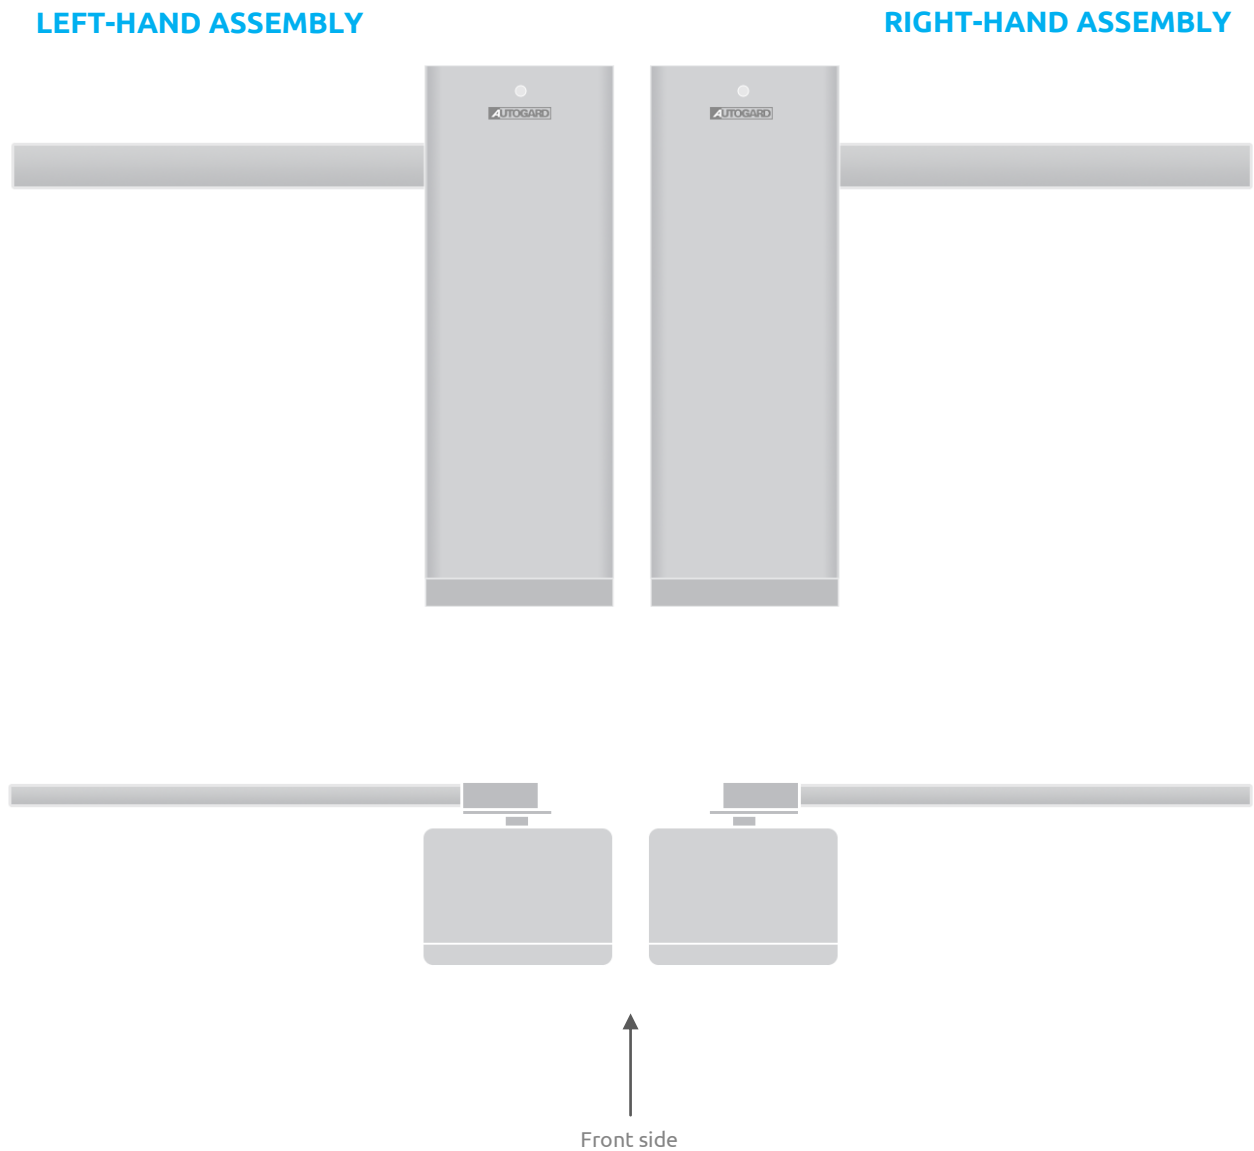 LEFT-HAND ASSEMBLY
RIGHT-HAND ASSEMBLY
AUTOGARD
AUTOGARD
Front side